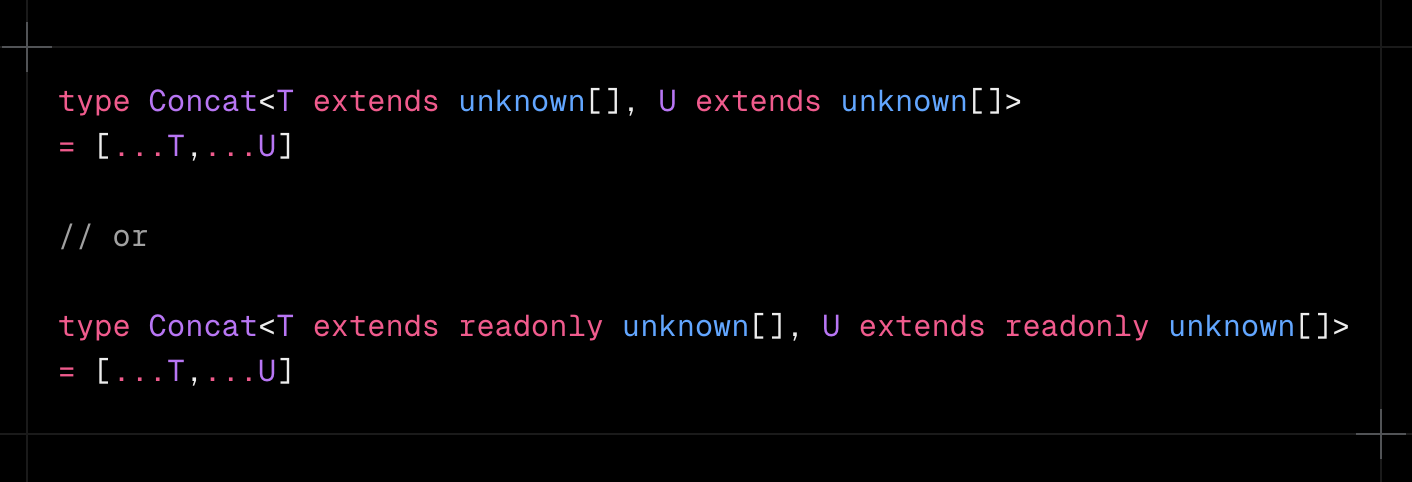 type Concat<T extends unknown[], U extends unknown[]>
= [...T,...U]
// or
type Concat<T extends readonly unknown[], U extends readonly unknown[]>
= [...T,...U]